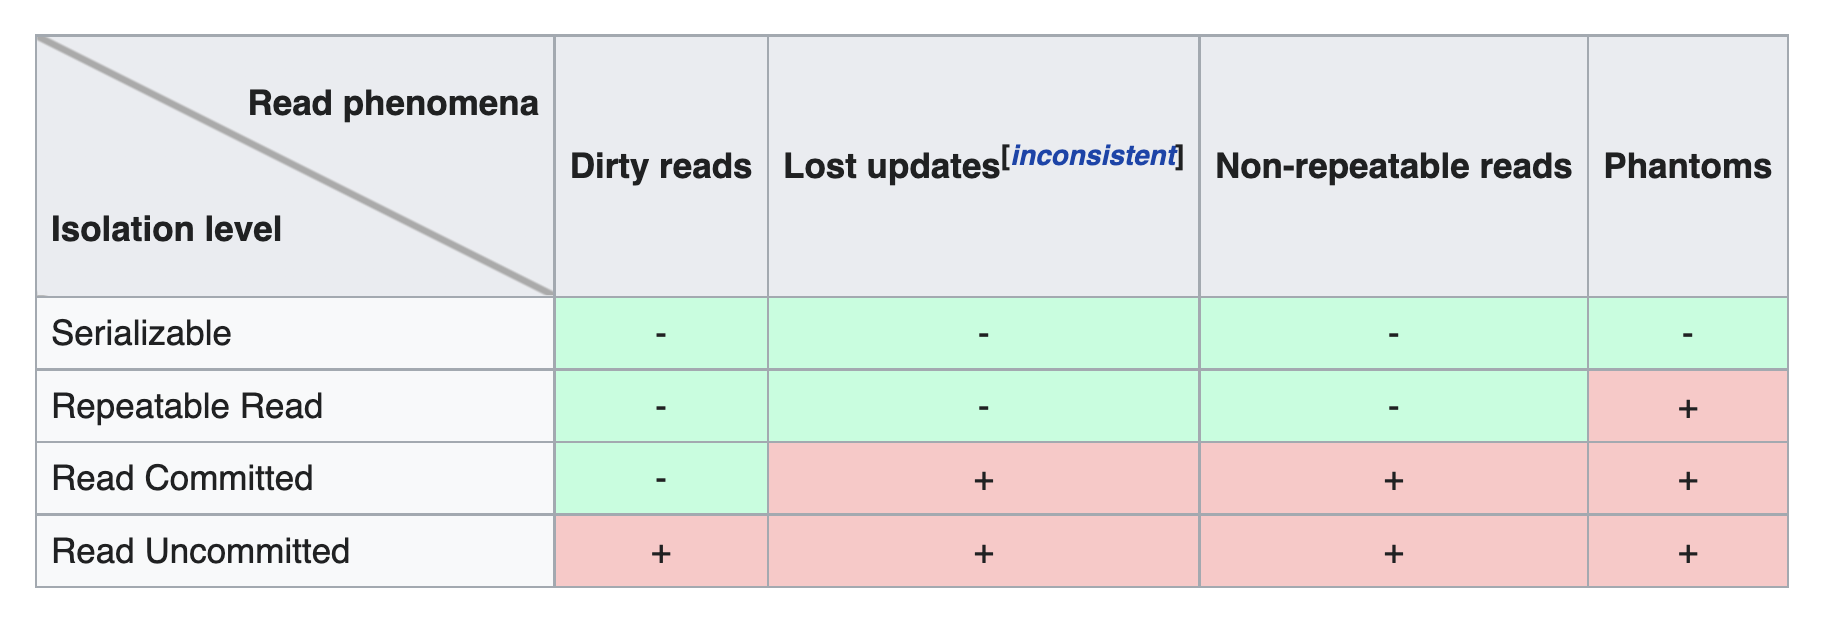 Read phenomena
Isolation level
Dirty reads
Lost updates[inconsistent]
Non-repeatable reads
Phantoms
Serializable - - - -
Repeatable Read - - - +
Read Committed - + + +
Read Uncommitted + + + +